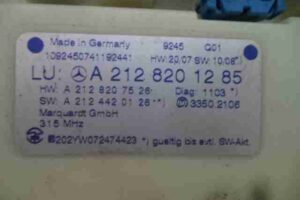 Made in Germany 9245 Q01
1092450741192441 HW: 20/07 SW: 10/08*)
LU: A 212 820 12 85
HW: A 212 820 75 26 Diag: 1103*)
SW: A 212 442 01 26 *) 3350.2106
Marquardt GmbH
315 MHz
B202YW072474423 *) gueltig bis evtl. SW-Akt.